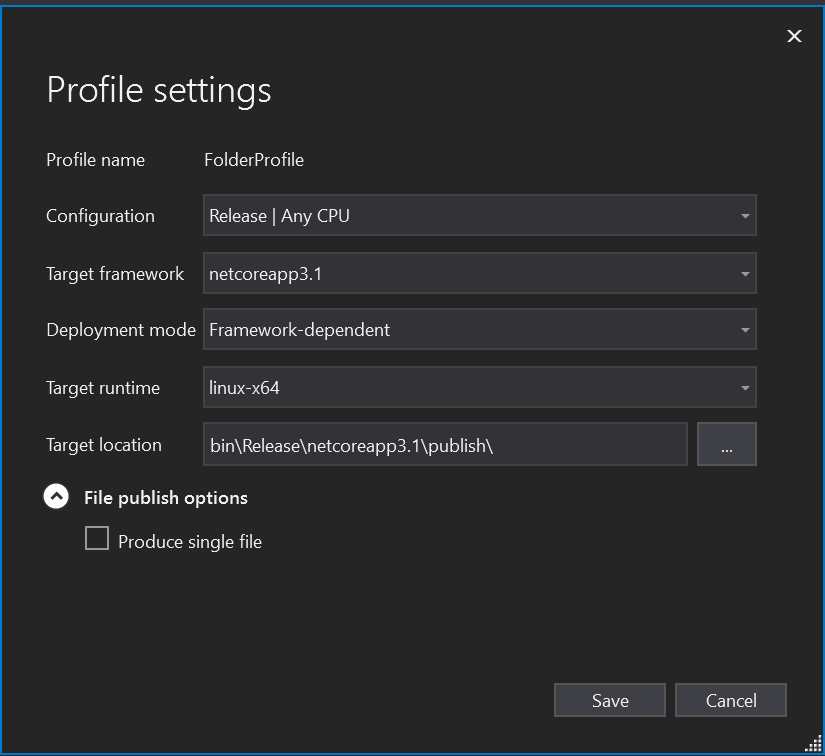 Profile settings
Profile name FolderProfile
Configuration Release | Any CPU
Target framework netcoreapp3.1
Deployment mode Framework-dependent
Target runtime linux-x64
Target location bin\Release\netcoreapp3.1\publish\ ...
File publish options
Produce single file
Save Cancel